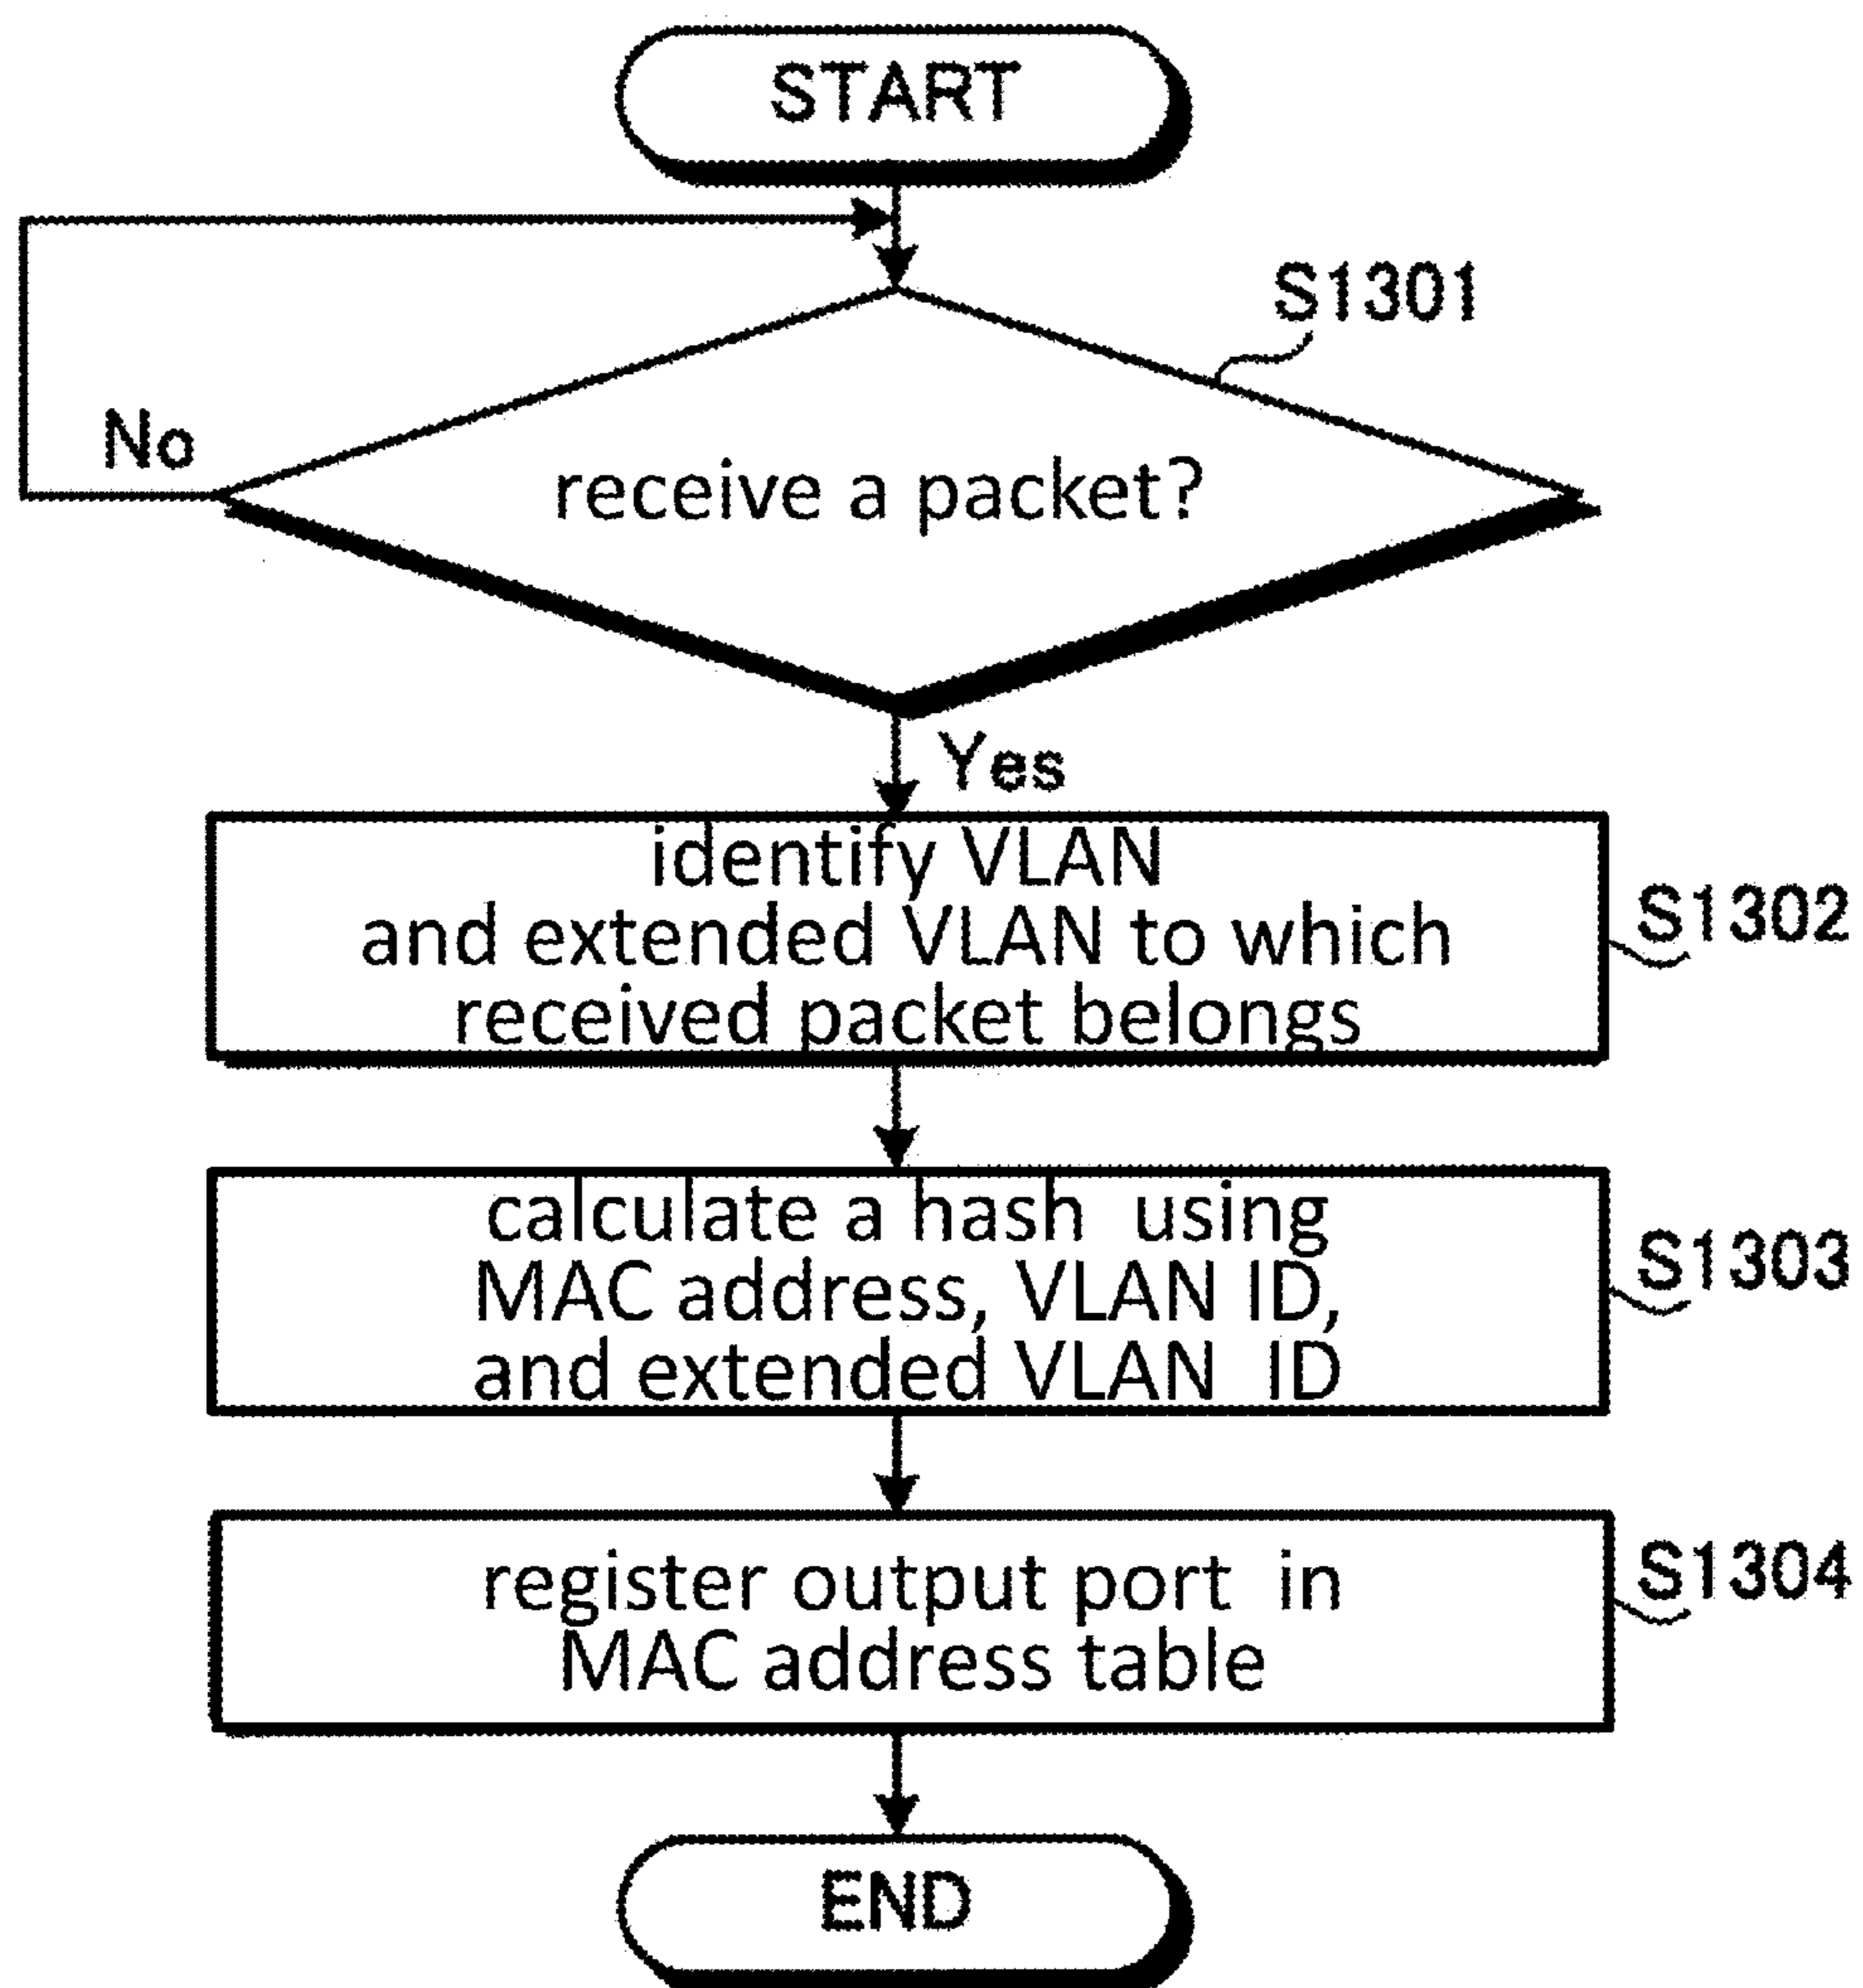 START
S1301
No
receive a packet?
Yes
identify VLAN
and extended VLAN to which
received packet belongs
S1302
calculate a hash using
MAC address, VLAN ID,
and extended VLAN ID
S1303
register output port in
MAC address table
S1304
END